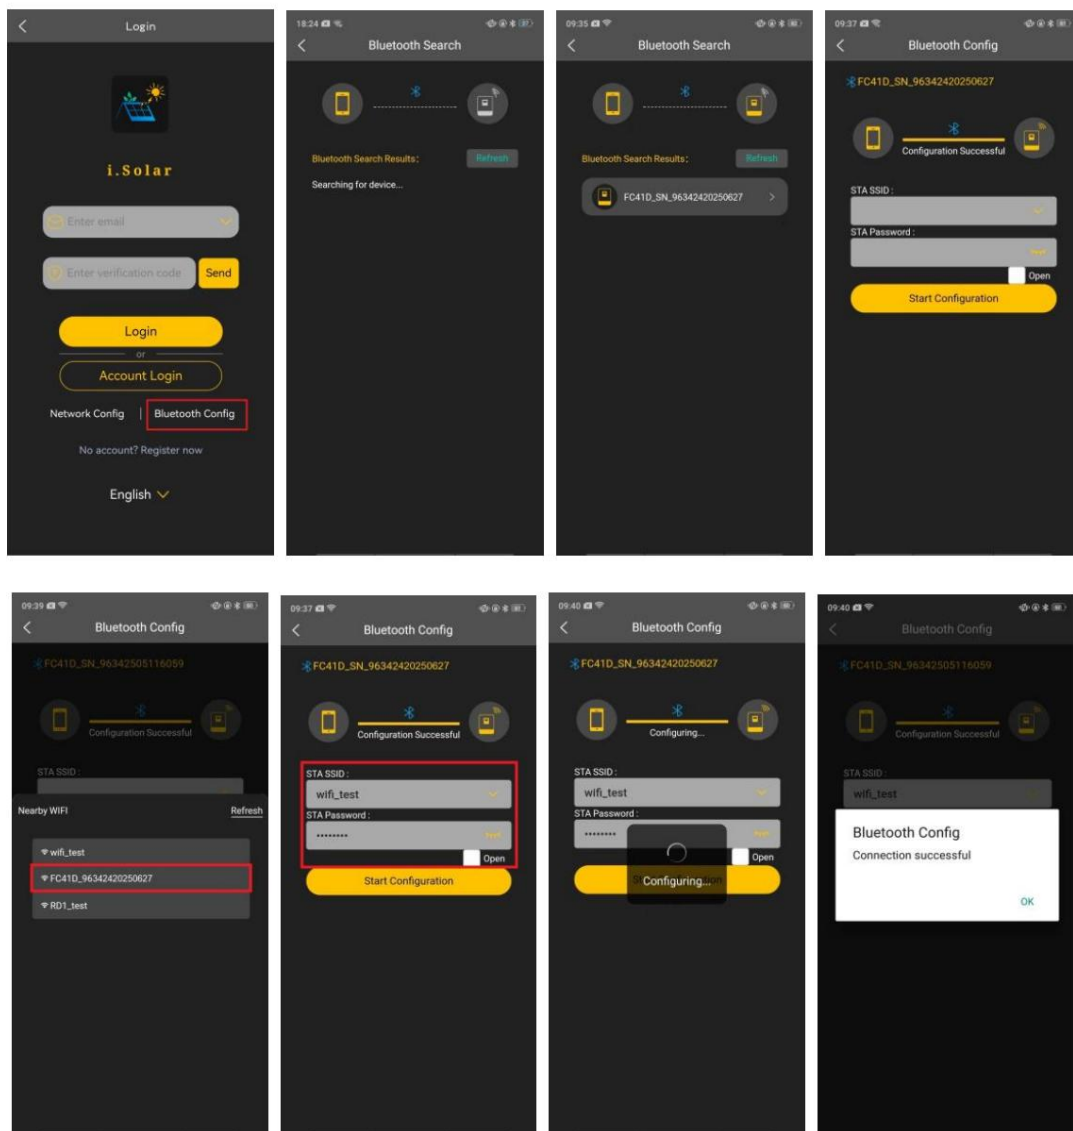 Login
i.Solar
Enter email
Enter verification code
Send
Login
or
Account Login
Network Config | Bluetooth Config
No account? Register now
English
18:24
Bluetooth Search
Bluetooth Search Results:
Refresh
Searching for device...
09:35
Bluetooth Search
Bluetooth Search Results:
Refresh
FC41D_SN_96342420250627
09:37
Bluetooth Config
FC41D_SN_96342420250627
Configuration Successful
STA SSID :
STA Password :
Open
Start Configuration
09:39
Bluetooth Config
FC41D_SN_96342505116059
Configuration Successful
STA SSID :
Nearby WIFI
Refresh
wifi_test
FC41D_96342420250627
RD1_test
09:37
Bluetooth Config
FC41D_SN_96342420250627
Configuration Successful
STA SSID :
wifi_test
STA Password :
••••••••
Open
Start Configuration
09:40
Bluetooth Config
FC41D_SN_96342420250627
Configuring...
STA SSID :
wifi_test
STA Password :
••••••••
Open
Configuring...
09:40
Bluetooth Config
FC41D_SN_96342505116059
Configuration Successful
STA SSID :
wifi_test
Bluetooth Config
Connection successful
OK